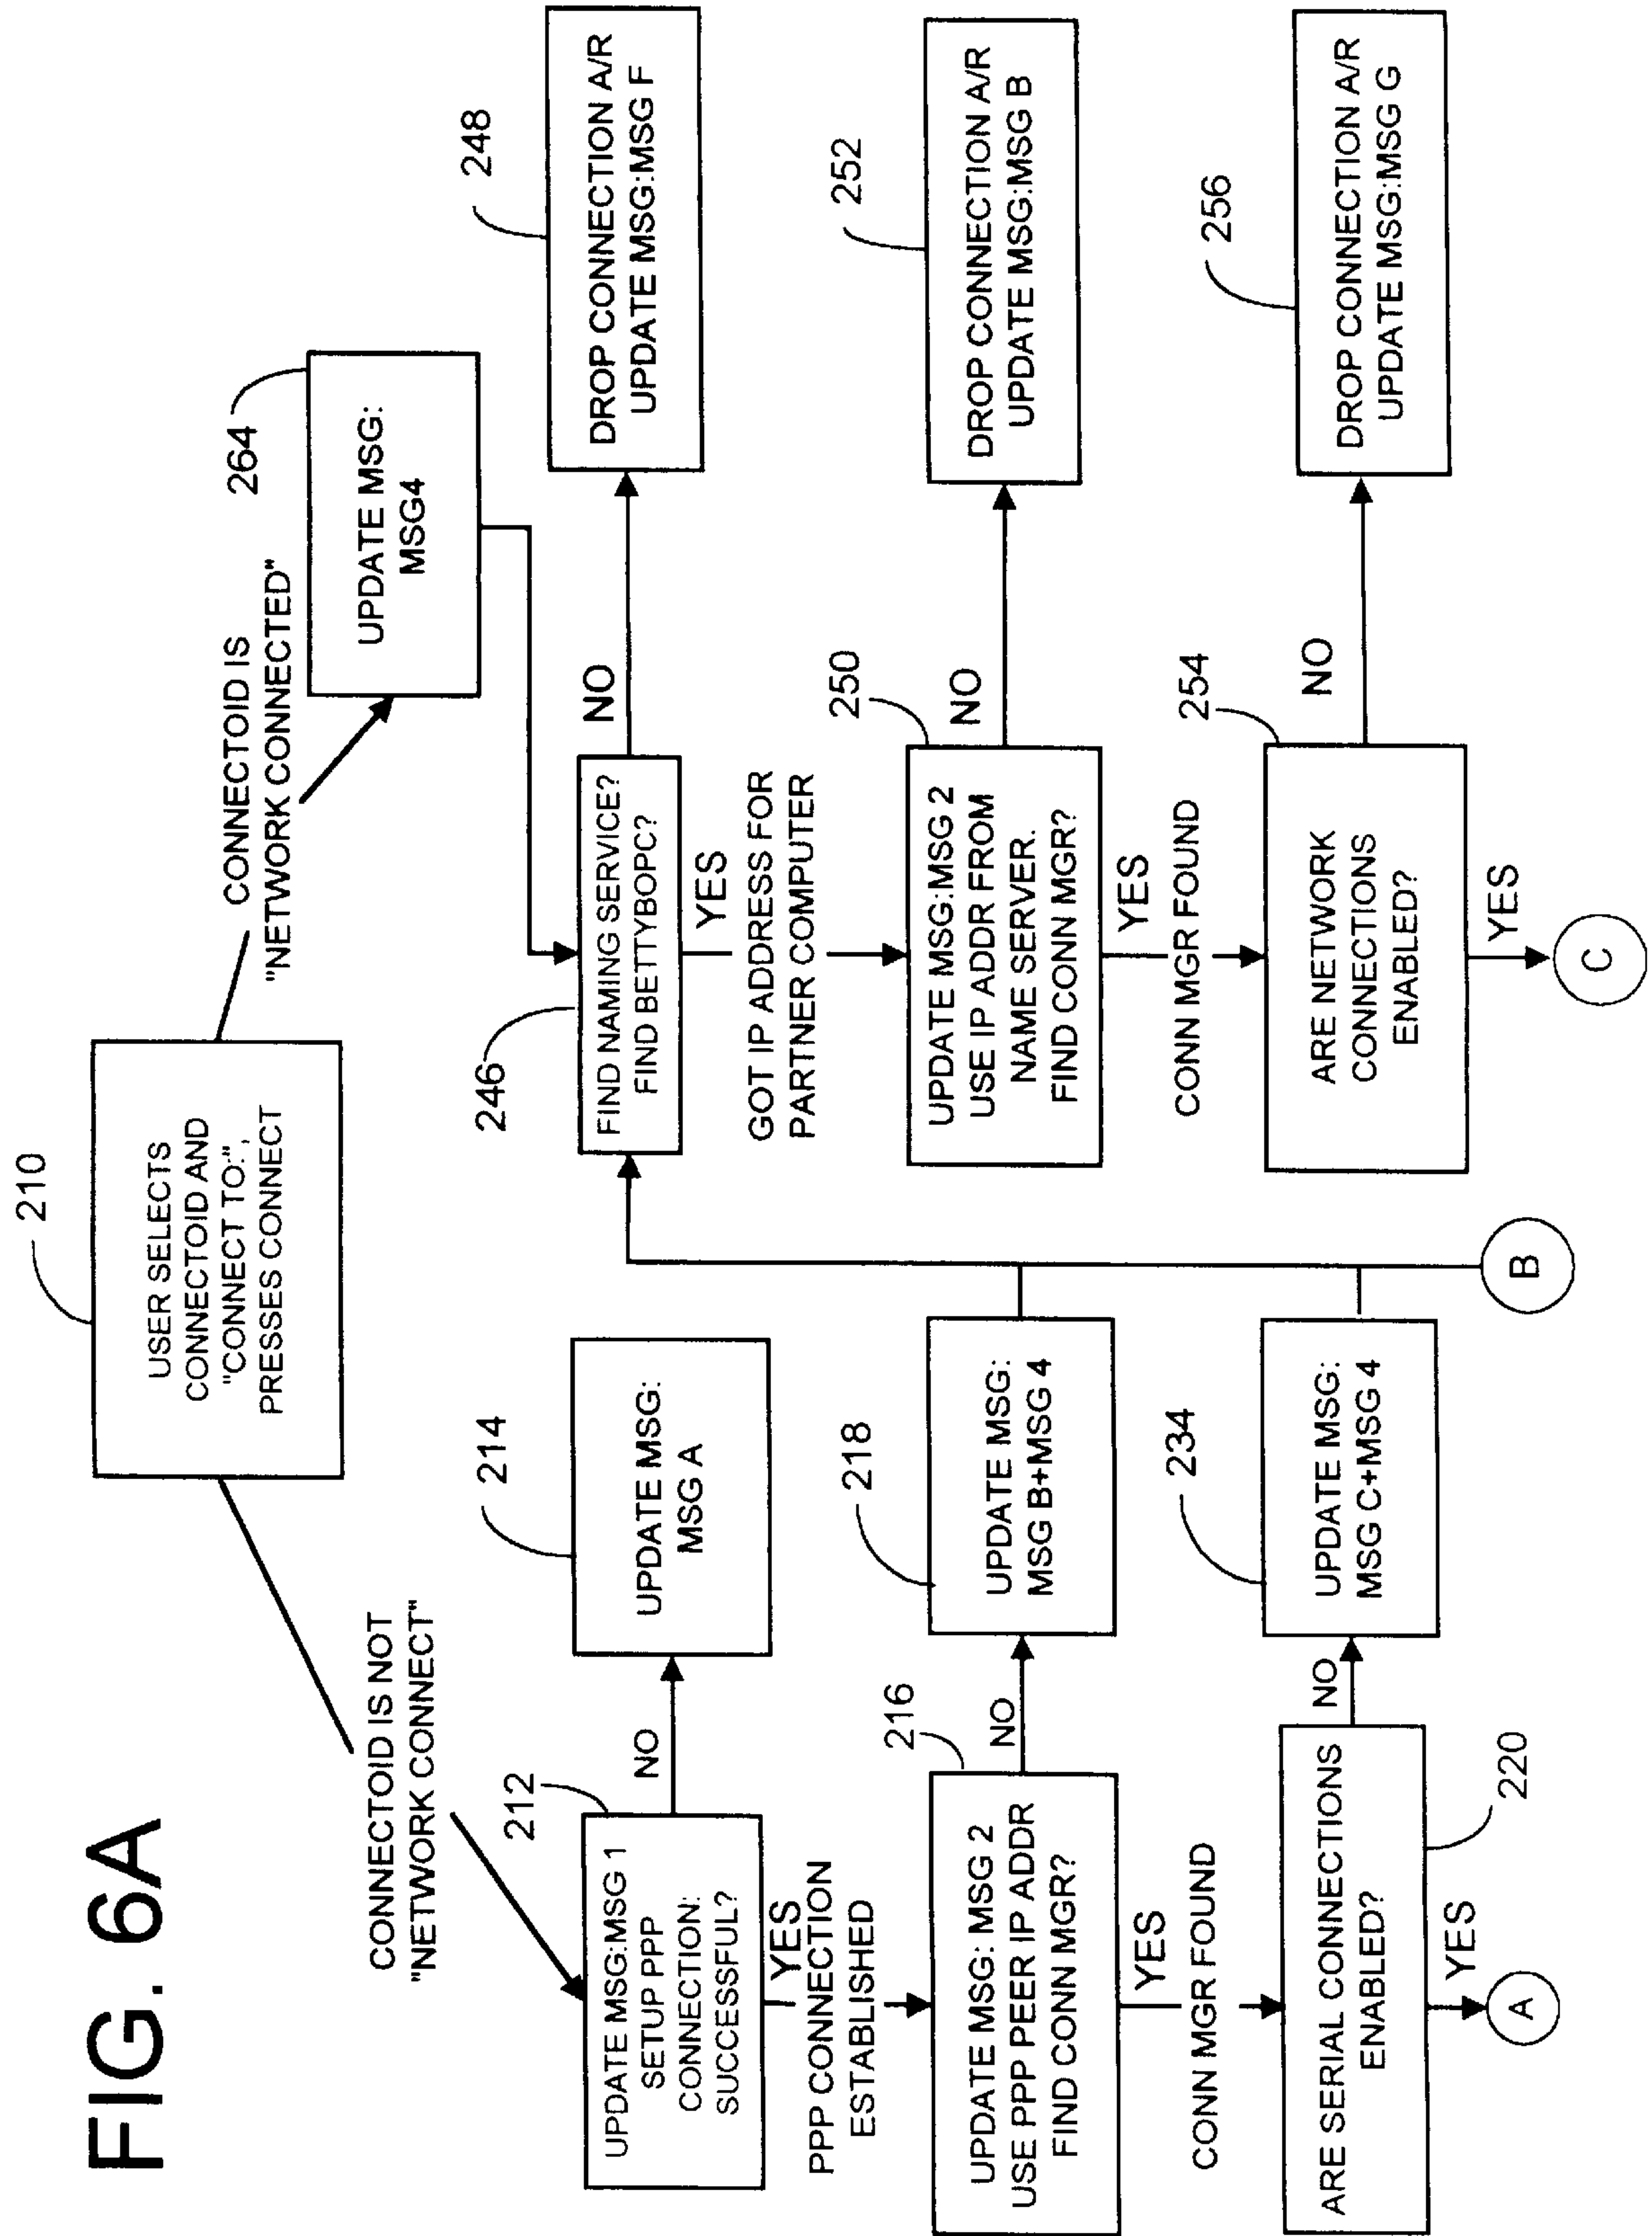 FIG. 6A
210
USER SELECTS
CONNECTOID AND
"CONNECT TO:",
PRESSES CONNECT
CONNECTOID IS NOT
"NETWORK CONNECT"
CONNECTOID IS
"NETWORK CONNECTED"
264
UPDATE MSG:
MSG4
212
UPDATE MSG:MSG 1
SETUP PPP
CONNECTION:
SUCCESSFUL?
NO
214
UPDATE MSG:
MSG A
246
FIND NAMING SERVICE?
FIND BETTYBOPC?
NO
248
DROP CONNECTION A/R
UPDATE MSG:MSG F
YES
PPP CONNECTION
ESTABLISHED
YES
GOT IP ADDRESS FOR
PARTNER COMPUTER
216
UPDATE MSG: MSG 2
USE PPP PEER IP ADDR
FIND CONN MGR?
NO
218
UPDATE MSG:
MSG B+MSG 4
250
UPDATE MSG:MSG 2
USE IP ADDR FROM
NAME SERVER.
FIND CONN MGR?
NO
252
DROP CONNECTION A/R
UPDATE MSG:MSG B
YES
CONN MGR FOUND
YES
CONN MGR FOUND
220
ARE SERIAL CONNECTIONS
ENABLED?
NO
234
UPDATE MSG:
MSG C+MSG 4
254
ARE NETWORK
CONNECTIONS
ENABLED?
NO
256
DROP CONNECTION A/R
UPDATE MSG:MSG G
YES
A
B
YES
C